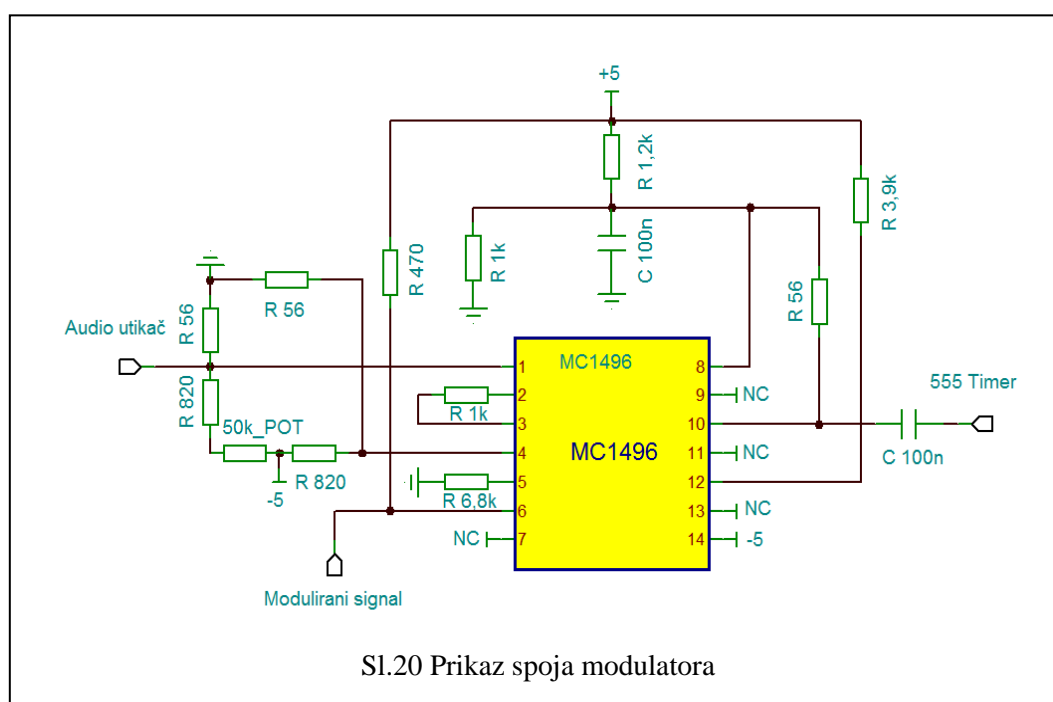 +5
R 1,2k
R 3,9k
R 470
R 1k
C 100n
R 56
R 56
Audio utikač
R 56
R 820
50k_POT
R 820
-5
MC1496
MC1496
1
2
3
4
5
6
7
8
9
10
11
12
13
14
R 1k
R 6,8k
NC
NC
NC
NC
-5
555 Timer
C 100n
Modulirani signal
Sl.20 Prikaz spoja modulatora